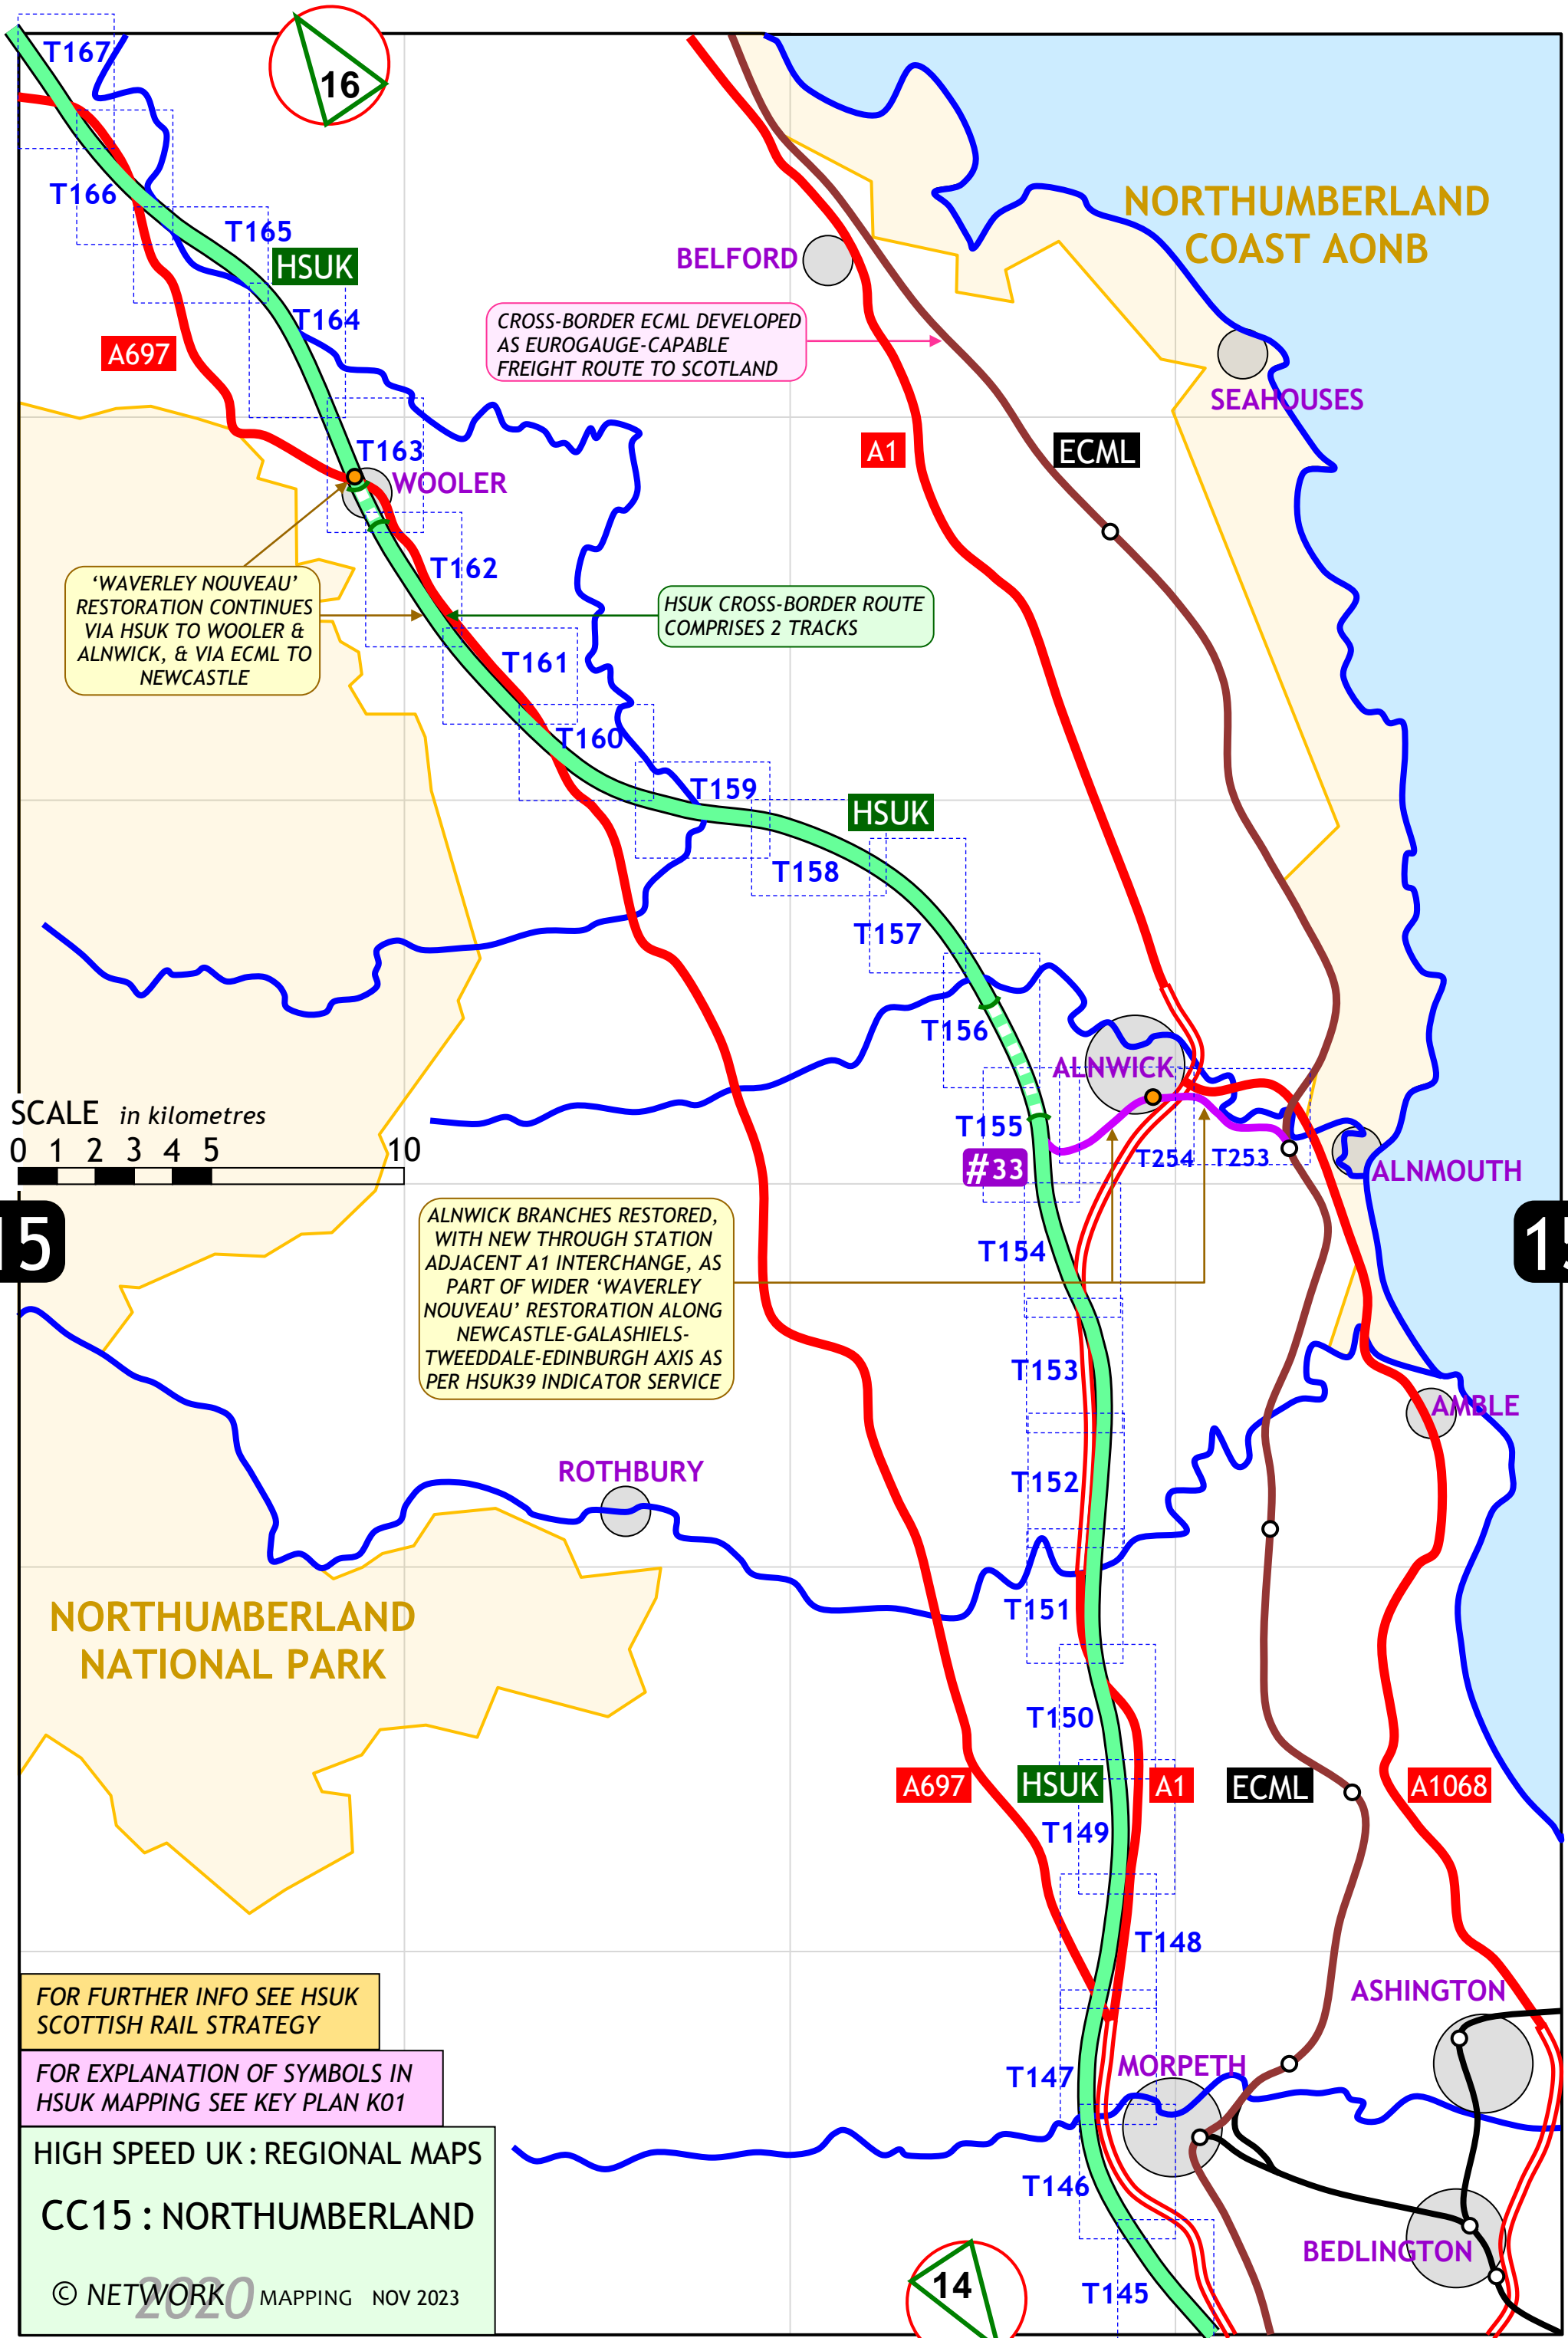 T167
16
T166
T165
HSUK
T164
A697
NORTHUMBERLAND
COAST AONB
BELFORD
CROSS-BORDER ECML DEVELOPED
AS EUROGAUGE-CAPABLE
FREIGHT ROUTE TO SCOTLAND
SEAHOUSES
A1
ECML
T163
WOOLER
T162
‘WAVERLEY NOUVEAU’
RESTORATION CONTINUES
VIA HSUK TO WOOLER &
ALNWICK, & VIA ECML TO
NEWCASTLE
HSUK CROSS-BORDER ROUTE
COMPRISES 2 TRACKS
T161
T160
T159
HSUK
T158
T157
T156
ALNWICK
SCALE in kilometres
0 1 2 3 4 5 10
T155
#33
T254
T253
ALNMOUTH
15
15
ALNWICK BRANCHES RESTORED,
WITH NEW THROUGH STATION
ADJACENT A1 INTERCHANGE, AS
PART OF WIDER ‘WAVERLEY
NOUVEAU’ RESTORATION ALONG
NEWCASTLE-GALASHIELS-
TWEEDDALE-EDINBURGH AXIS AS
PER HSUK39 INDICATOR SERVICE
T154
T153
AMBLE
ROTHBURY
T152
T151
NORTHUMBERLAND
NATIONAL PARK
T150
A697
HSUK
A1
ECML
A1068
T149
T148
ASHINGTON
FOR FURTHER INFO SEE HSUK
SCOTTISH RAIL STRATEGY
FOR EXPLANATION OF SYMBOLS IN
HSUK MAPPING SEE KEY PLAN K01
T147
MORPETH
T146
HIGH SPEED UK : REGIONAL MAPS
CC15 : NORTHUMBERLAND
© NETWORK 2020 MAPPING NOV 2023
BEDLINGTON
14
T145